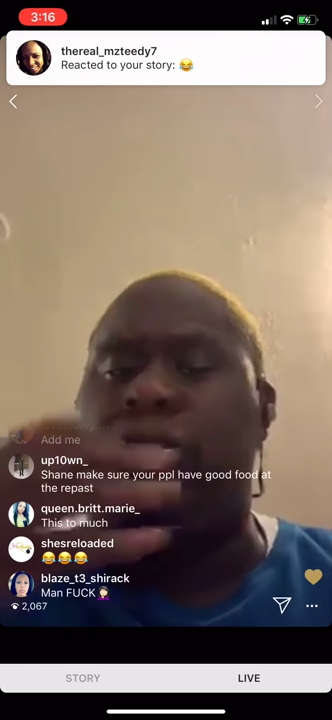 3:16
thereal_mzteedy7
Reacted to your story: 😂
Add me
up10wn_
Shane make sure your ppl have good food at
the repast
queen.britt.marie_
This to much
shesreloaded
😂😂😂
blaze_t3_shirack
Man FUCK🤦🏻‍♀️
2,067
STORY
LIVE